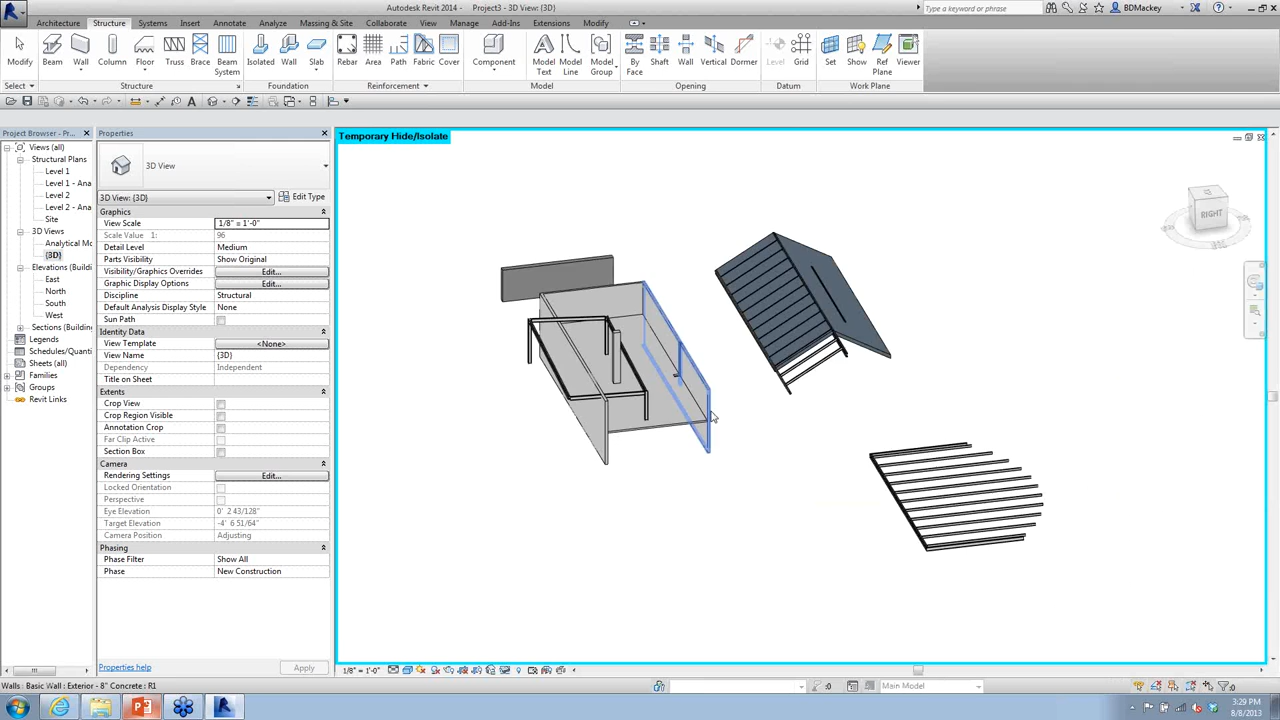 Autodesk Revit 2014 - Project3 - 3D View: {3D}
Type a keyword or phrase
BDMackey
Architecture Structure Systems Insert Annotate Analyze Massing & Site Collaborate View Manage Add-Ins Extensions Modify
Modify Beam Wall Column Floor Truss Brace Beam System Isolated Wall Slab Rebar Area Path Fabric Cover Component Model Text Model Line Model Group By Face Shaft Wall Vertical Dormer Level Grid Set Show Ref Plane Viewer
Select Structure Foundation Reinforcement Model Opening Datum Work Plane
Project Browser - Pr...
Views (all)
Structural Plans
Level 1
Level 1 - Ana
Level 2
Level 2 - Ana
Site
3D Views
Analytical Mo
{3D}
Elevations (Buildi
East
North
South
West
Sections (Building
Legends
Schedules/Quanti
Sheets (all)
Families
Groups
Revit Links
Properties
3D View
3D View: {3D}
Edit Type
Graphics
View Scale 1/8" = 1'-0"
Scale Value 1: 96
Detail Level Medium
Parts Visibility Show Original
Visibility/Graphics Overrides Edit...
Graphic Display Options Edit...
Discipline Structural
Default Analysis Display Style None
Sun Path
Identity Data
View Template <None>
View Name {3D}
Dependency Independent
Title on Sheet
Extents
Crop View
Crop Region Visible
Annotation Crop
Far Clip Active
Section Box
Camera
Rendering Settings Edit...
Locked Orientation
Perspective
Eye Elevation 0' 2 43/128"
Target Elevation -4' 6 51/64"
Camera Position Adjusting
Phasing
Phase Filter Show All
Phase New Construction
Properties help
Apply
Temporary Hide/Isolate
RIGHT
1/8" = 1'-0"
Walls : Basic Wall : Exterior - 8" Concrete : R1
:0
Main Model
:0
3:29 PM
8/8/2013